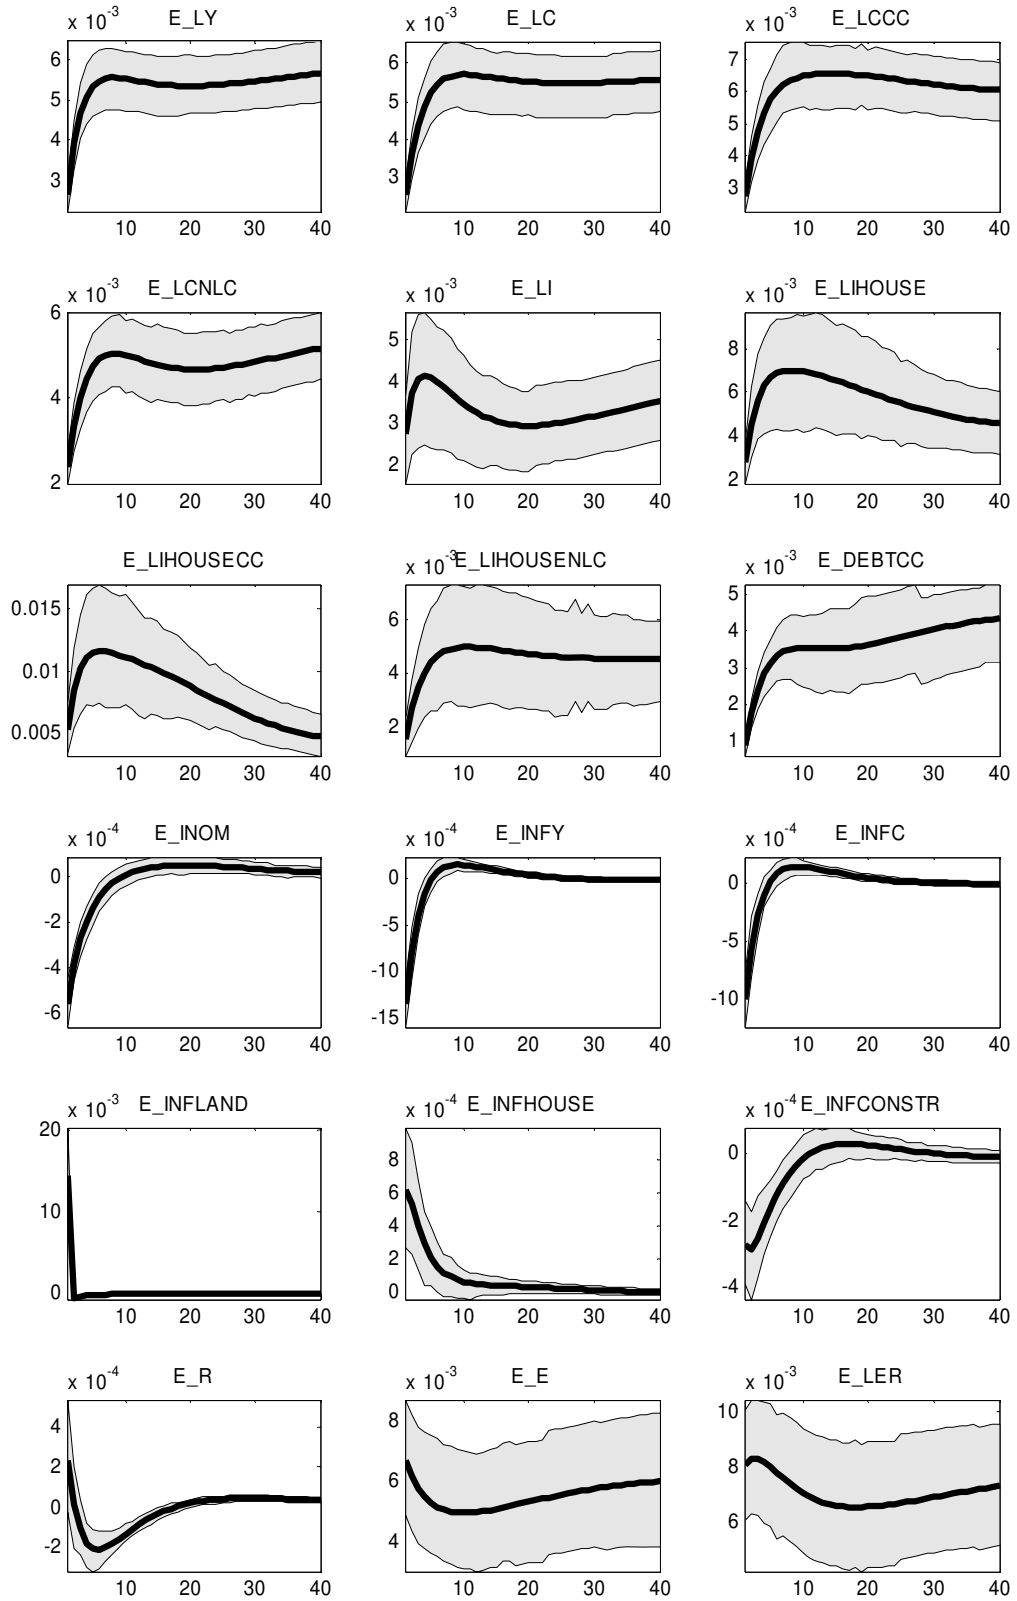 x 10-3 E_LY x 10-3 E_LC x 10-3 E_LCCC
6 6 7
5 5 6
4 4 5
3 3 4
3
10 20 30 40 10 20 30 40 10 20 30 40
x 10-3 E_LCNLC x 10-3 E_LI x 10-3 E_LIHOUSE
6 5 8
4 4 6
2 3 4
2 2
10 20 30 40 10 20 30 40 10 20 30 40
E_LIHOUSECC x 10-3 E_LIHOUSENLC x 10-3 E_DEBTCC
0.015 6 5
0.01 4 4
0.005 2 3
2
1
10 20 30 40 10 20 30 40 10 20 30 40
x 10-4 E_INOM x 10-4 E_INFY x 10-4 E_INFC
0 0 0
-2 -5 -5
-4 -10 -10
-6 -15
10 20 30 40 10 20 30 40 10 20 30 40
x 10-3 E_INFLAND x 10-4 E_INFHOUSE x 10-4 E_INFCONSTR
20 8 0
10 6 -2
0 4 -4
2
0
10 20 30 40 10 20 30 40 10 20 30 40
x 10-4 E_R x 10-3 E_E x 10-3 E_LER
4 8 10
2 6 8
0 4 6
-2
10 20 30 40 10 20 30 40 10 20 30 40